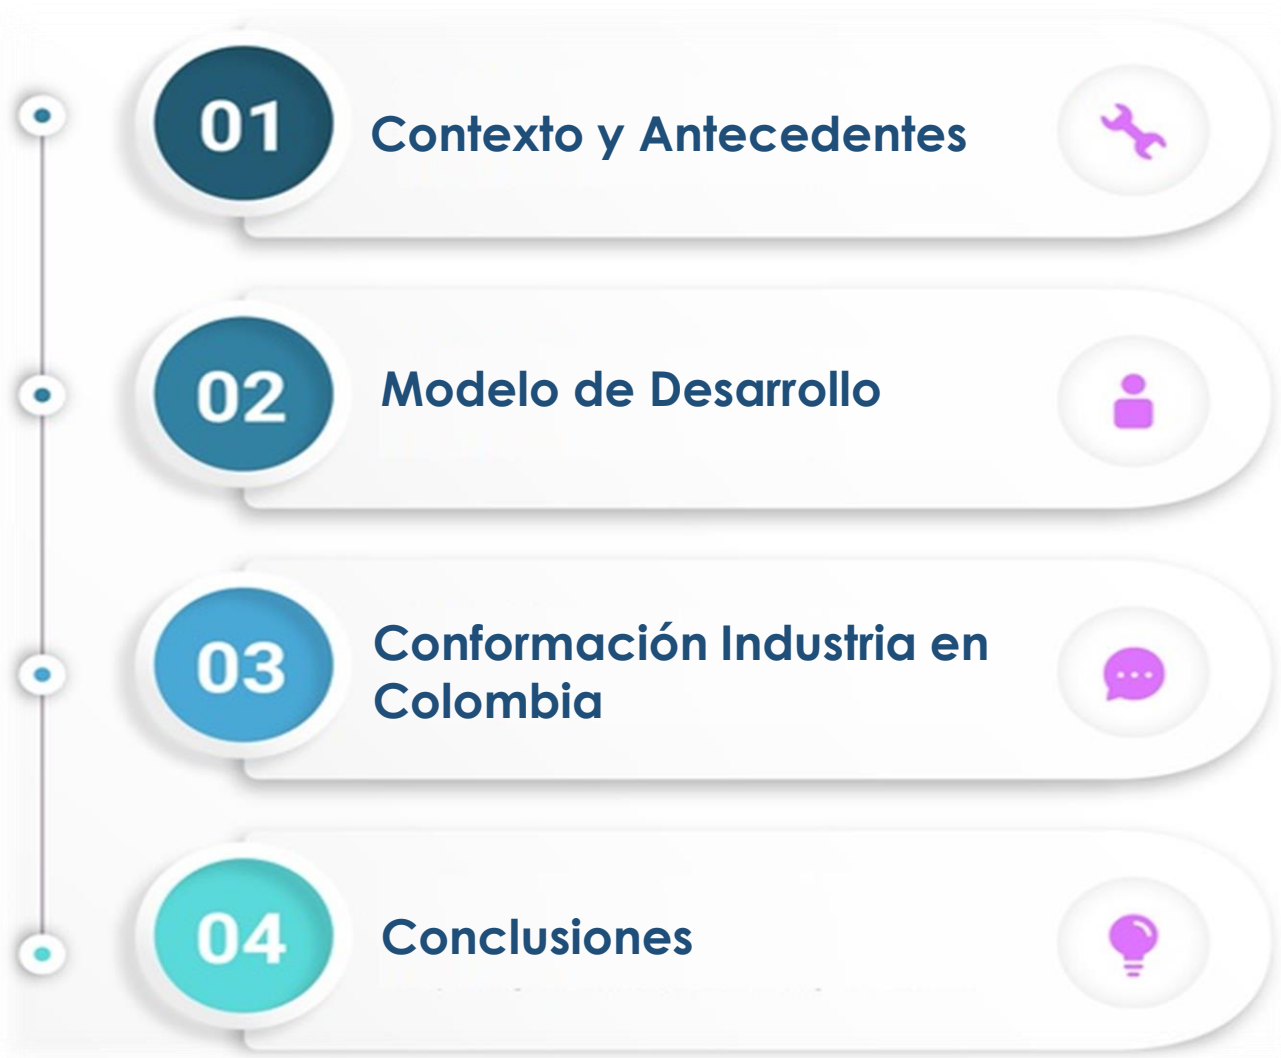 01
Contexto y Antecedentes
02
Modelo de Desarrollo
03
Conformación Industria en
Colombia
04
Conclusiones